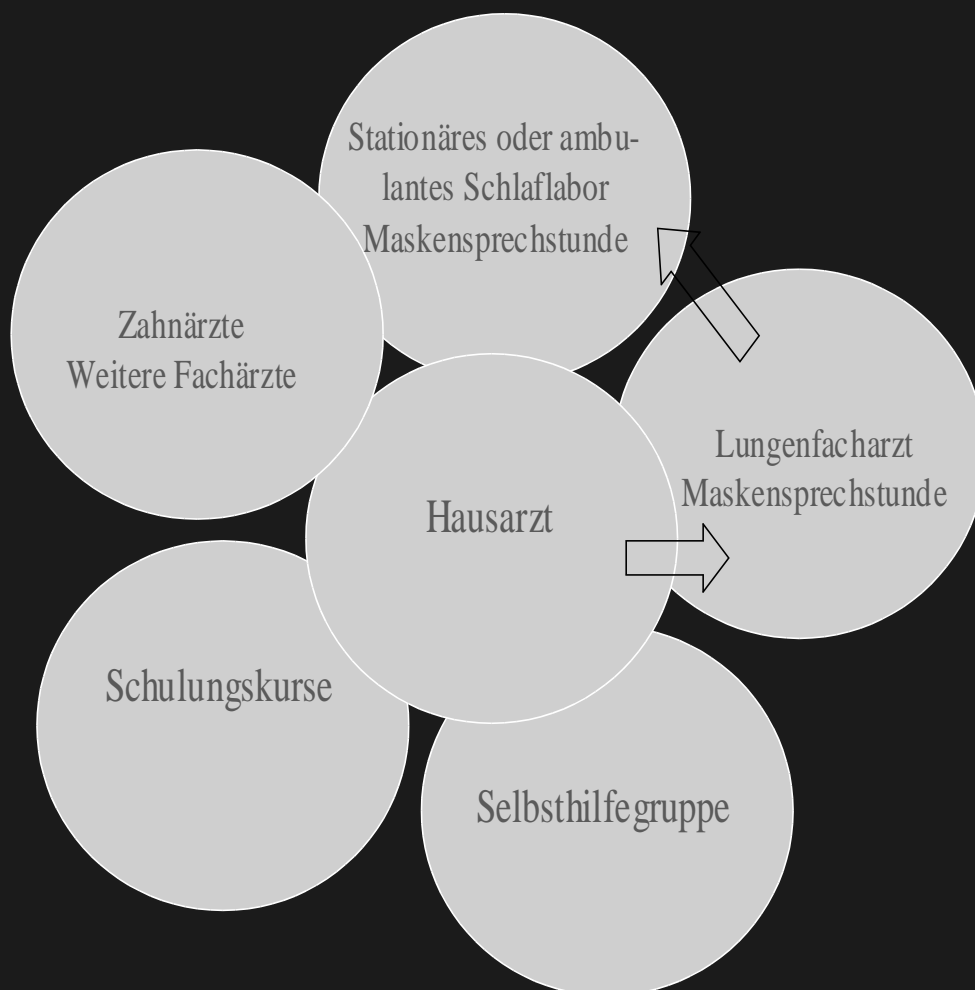 Stationäres oder ambu-
lantes Schlaflabor
Maskensprechstunde
Zahnärzte
Weitere Fachärzte
Lungenfacharzt
Maskensprechstunde
Hausarzt
Schulungskurse
Selbsthilfegruppe